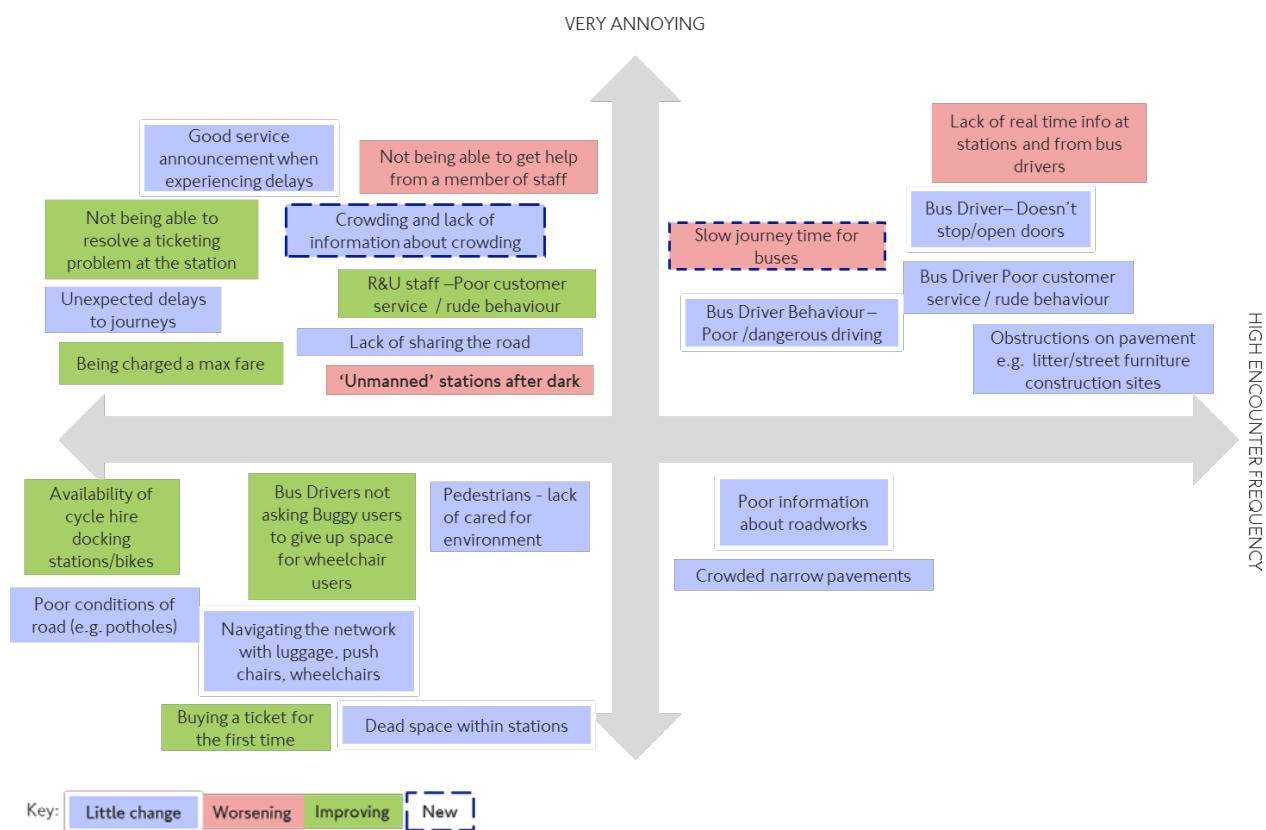 VERY ANNOYING
Good service
announcement when
experiencing delays
Not being able to get help
from a member of staff
Not being able to
resolve a ticketing
problem at the station
Crowding and lack of
information about crowding
R&U staff –Poor customer
service / rude behaviour
Unexpected delays
to journeys
Lack of sharing the road
Being charged a max fare
‘Unmanned’ stations after dark
Lack of real time info at
stations and from bus
drivers
Bus Driver– Doesn’t
stop/open doors
Slow journey time for
buses
Bus Driver Poor customer
service / rude behaviour
Bus Driver Behaviour –
Poor /dangerous driving
Obstructions on pavement
e.g. litter/street furniture
construction sites
HIGH ENCOUNTER FREQUENCY
Availability of
cycle hire
docking
stations/bikes
Bus Drivers not
asking Buggy users
to give up space
for wheelchair
users
Pedestrians - lack
of cared for
environment
Poor conditions of
road (e.g. potholes)
Navigating the network
with luggage, push
chairs, wheelchairs
Buying a ticket for
the first time
Dead space within stations
Poor information
about roadworks
Crowded narrow pavements
Key: Little change Worsening Improving New